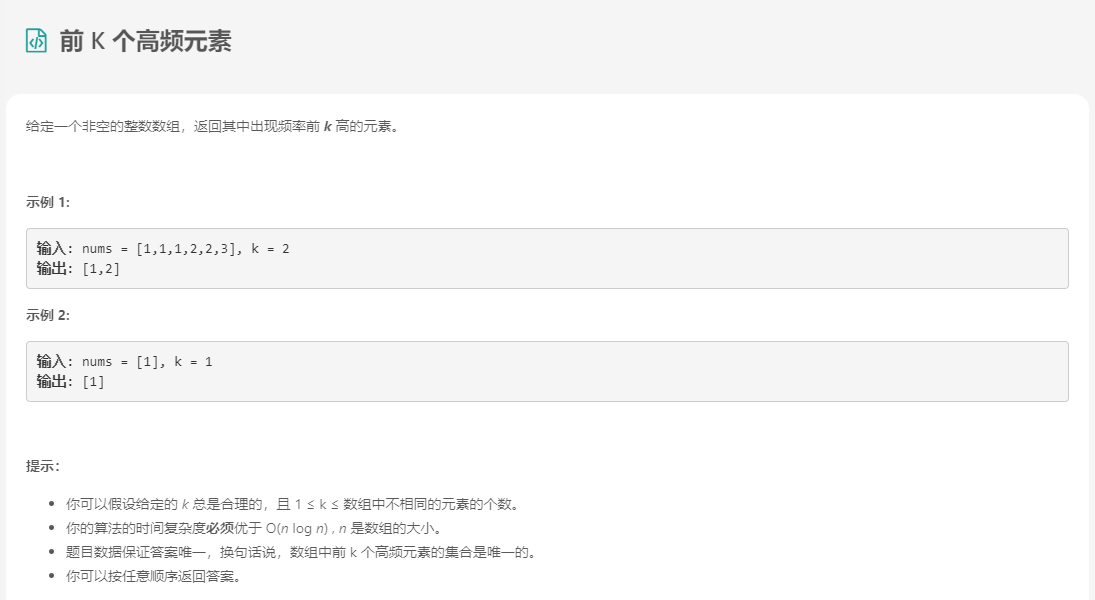 前 K 个高频元素
给定一个非空的整数数组，返回其中出现频率前 k 高的元素。
示例 1:
输入: nums = [1,1,1,2,2,3], k = 2
输出: [1,2]
示例 2:
输入: nums = [1], k = 1
输出: [1]
提示：
你可以假设给定的 k 总是合理的，且 1 ≤ k ≤ 数组中不相同的元素的个数。
你的算法的时间复杂度必须优于 O(n log n) , n 是数组的大小。
题目数据保证答案唯一，换句话说，数组中前 k 个高频元素的集合是唯一的。
你可以按任意顺序返回答案。